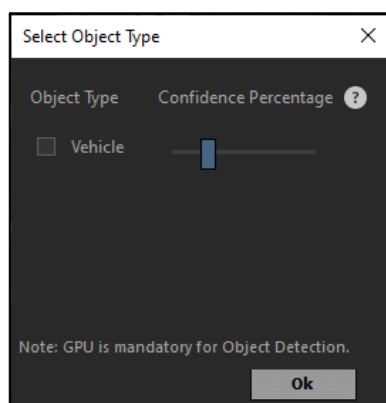 Select Object Type
Object Type Confidence Percentage ?
Vehicle
Note: GPU is mandatory for Object Detection.
Ok